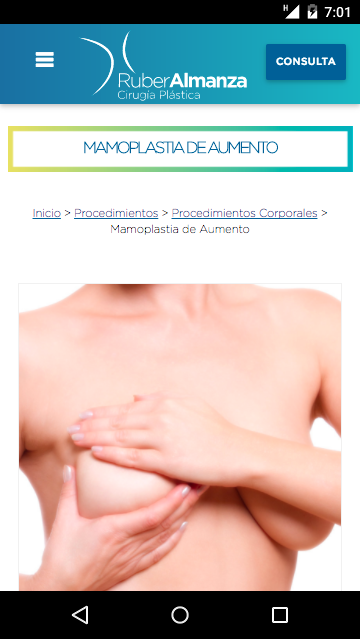 H 7:01
RuberAlmanza
Cirugía Plástica
CONSULTA
MAMOPLASTIA DE AUMENTO
Inicio > Procedimientos > Procedimientos Corporales >
Mamoplastia de Aumento